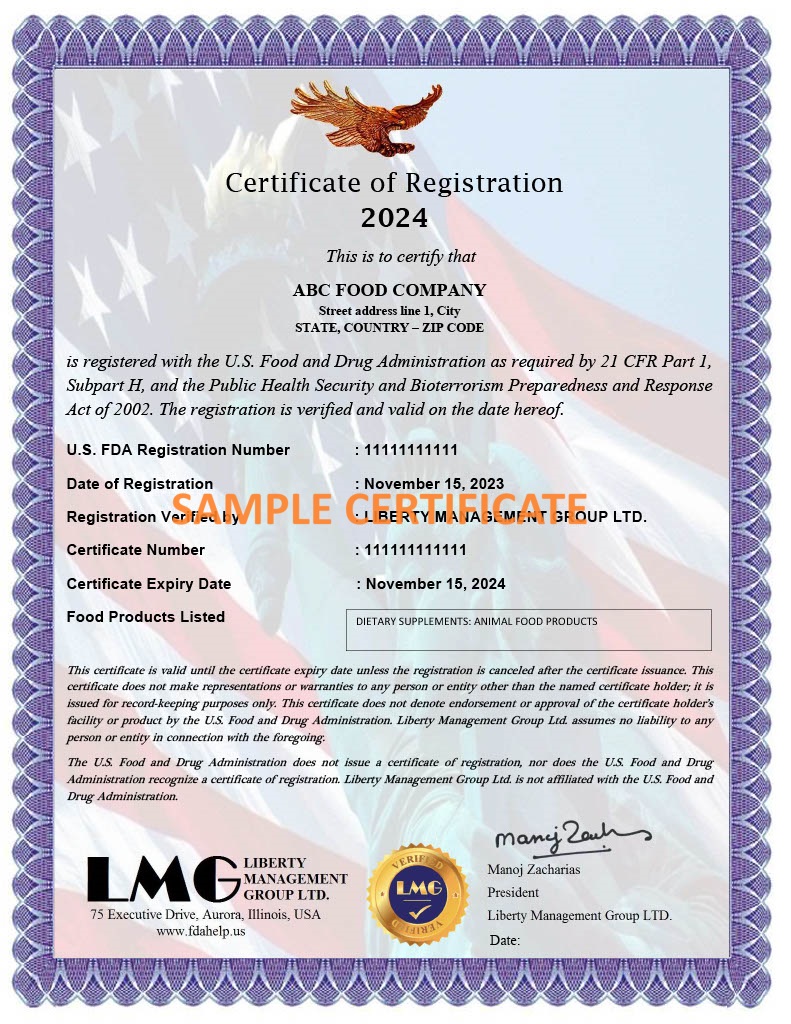 Certificate of Registration
2024
This is to certify that
ABC FOOD COMPANY
Street address line 1, City
STATE, COUNTRY – ZIP CODE
is registered with the U.S. Food and Drug Administration as required by 21 CFR Part 1,
Subpart H, and the Public Health Security and Bioterrorism Preparedness and Response
Act of 2002. The registration is verified and valid on the date hereof.
U.S. FDA Registration Number : 11111111111
Date of Registration : November 15, 2023
SAMPLE CERTIFICATE
Registration Verified by : LIBERTY MANAGEMENT GROUP LTD.
Certificate Number : 111111111111
Certificate Expiry Date : November 15, 2024
Food Products Listed
DIETARY SUPPLEMENTS: ANIMAL FOOD PRODUCTS
This certificate is valid until the certificate expiry date unless the registration is canceled after the certificate issuance. This
certificate does not make representations or warranties to any person or entity other than the named certificate holder; it is
issued for record-keeping purposes only. This certificate does not denote endorsement or approval of the certificate holder's
facility or product by the U.S. Food and Drug Administration. Liberty Management Group Ltd. assumes no liability to any
person or entity in connection with the foregoing.
The U.S. Food and Drug Administration does not issue a certificate of registration, nor does the U.S. Food and Drug
Administration recognize a certificate of registration. Liberty Management Group Ltd. is not affiliated with the U.S. Food and
Drug Administration.
LMG LIBERTY
MANAGEMENT
GROUP LTD.
75 Executive Drive, Aurora, Illinois, USA
www.fdahelp.us
VERIFIED
LMG
VERIFIED
Manoj Zach
Manoj Zacharias
President
Liberty Management Group LTD.
Date: